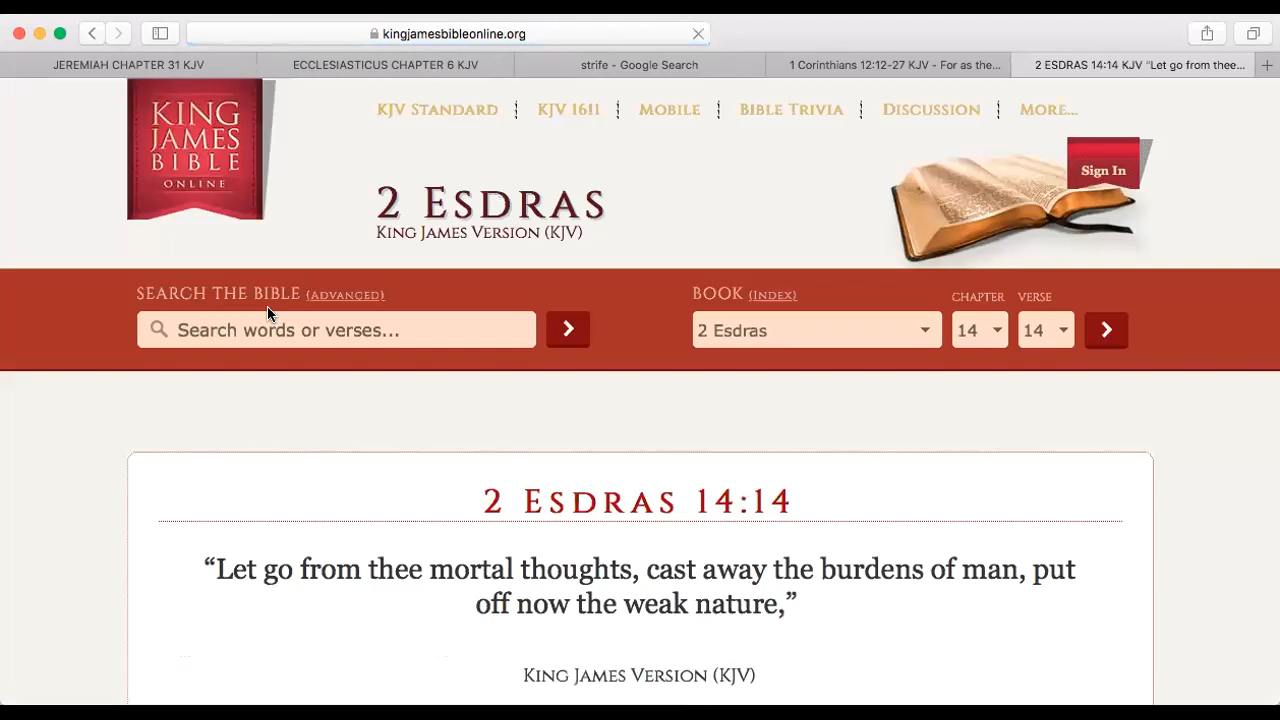 kingjamesbibleonline.org
JEREMIAH CHAPTER 31 KJV
ECCLESIASTICUS CHAPTER 6 KJV
strife - Google Search
1 Corinthians 12:12-27 KJV - For as the...
2 ESDRAS 14:14 KJV "Let go from thee...
KING
JAMES
BIBLE
ONLINE
KJV STANDARD
KJV 1611
MOBILE
BIBLE TRIVIA
DISCUSSION
MORE...
Sign In
2 ESDRAS
KING JAMES VERSION (KJV)
SEARCH THE BIBLE (ADVANCED)
BOOK (INDEX)
CHAPTER
VERSE
Search words or verses...
2 Esdras
14
14
2 ESDRAS 14:14
“Let go from thee mortal thoughts, cast away the burdens of man, put
off now the weak nature,”
KING JAMES VERSION (KJV)